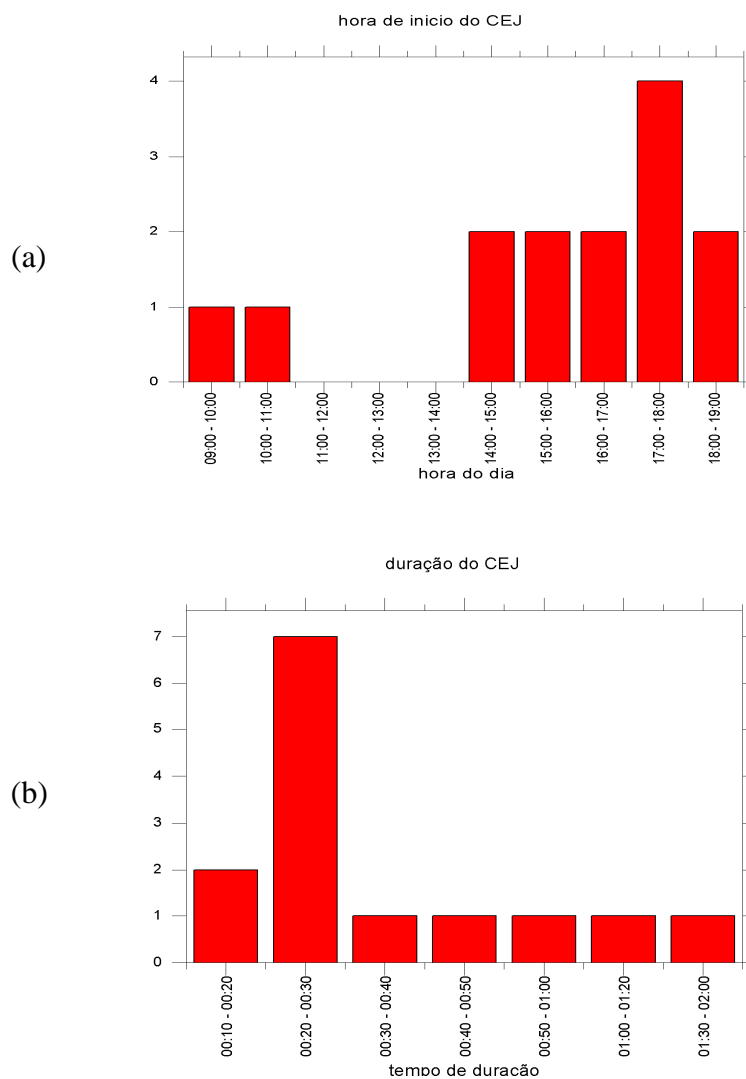 hora de inicio do CEJ
(a)
4
3
2
1
0
09:00 - 10:00
10:00 - 11:00
11:00 - 12:00
12:00 - 13:00
13:00 - 14:00
14:00 - 15:00
15:00 - 16:00
16:00 - 17:00
17:00 - 18:00
18:00 - 19:00
hora do dia
duração do CEJ
(b)
7
6
5
4
3
2
1
0
00:10 - 00:20
00:20 - 00:30
00:30 - 00:40
00:40 - 00:50
00:50 - 01:00
01:00 - 01:20
01:30 - 02:00
tempo de duração